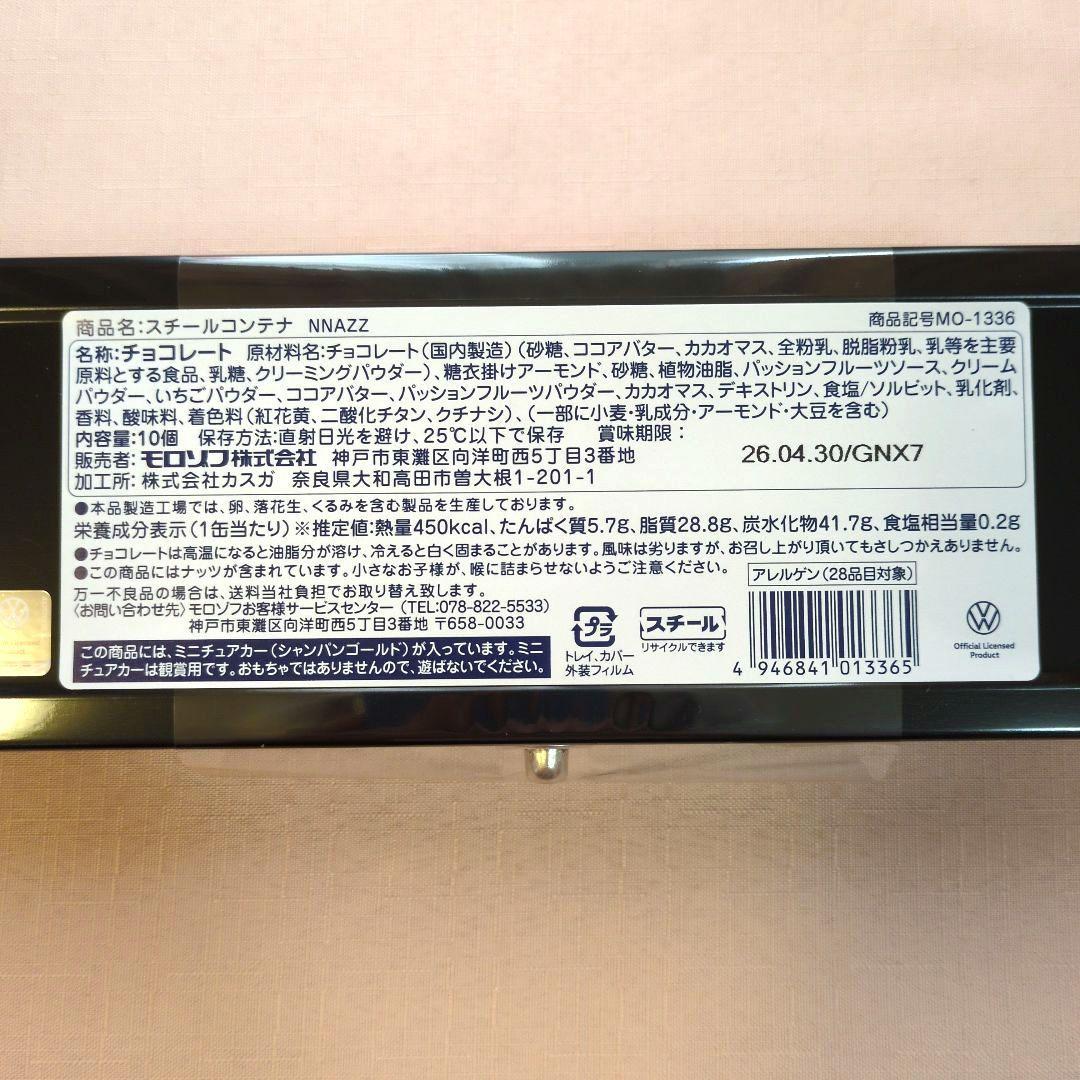 商品名：スチールコンテナ NNAZZ 商品記号MO-1336
名称：チョコレート 原材料名：チョコレート（国内製造）（砂糖、ココアバター、カカオマス、全粉乳、脱脂粉乳、乳等を主要
原料とする食品、乳糖、クリーミングパウダー）、糖衣掛けアーモンド、砂糖、植物油脂、パッションフルーツソース、クリーム
パウダー、いちごパウダー、ココアバター、パッションフルーツパウダー、カカオマス、デキストリン、食塩/ソルビット、乳化剤、
香料、酸味料、着色料（紅花黄、二酸化チタン、クチナシ）、（一部に小麦・乳成分・アーモンド・大豆を含む）
内容量：10個 保存方法：直射日光を避け、25℃以下で保存 賞味期限：
26.04.30/GNX7
販売者：モロゾフ株式会社 神戸市東灘区向洋町西5丁目3番地
加工所：株式会社カスガ 奈良県大和高田市曽大根1-201-1
●本品製造工場では、卵、落花生、くるみを含む製品を生産しております。
栄養成分表示（1缶当たり）※推定値：熱量450kcal、たんぱく質5.7g、脂質28.8g、炭水化物41.7g、食塩相当量0.2g
●チョコレートは高温になると油脂分が溶け、冷えると白く固まることがあります。風味は劣りますが、お召し上がり頂いてもさしつかえありません。
●この商品にはナッツが含まれています。小さなお子様が、喉に詰まらせないようご注意ください。
万一不良品の場合は、送料当社負担でお取り替え致します。
〈お問い合わせ先〉モロゾフお客様サービスセンター（TEL:078-822-5533）
神戸市東灘区向洋町西5丁目3番地 〒658-0033
この商品には、ミニチュアカー（シャンパンゴールド）が入っています。ミニ
チュアカーは観賞用です。おもちゃではありませんので、遊ばないでください。
プラ
トレイ、カバー
外装フィルム
スチール
リサイクルできます
アレルゲン（28品目対象）
4 946841 013365
Official Licensed
Product